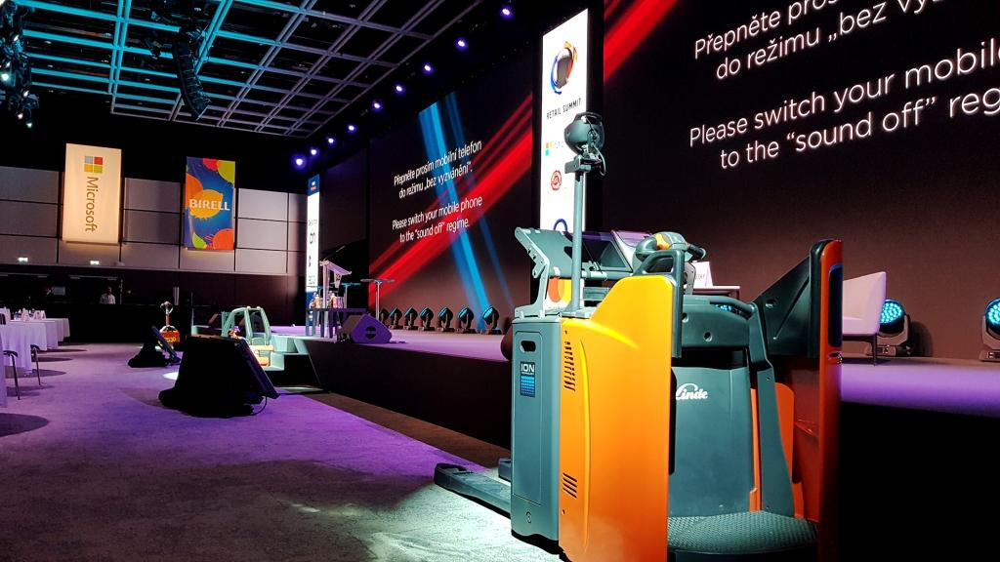 Microsoft
BIRELL
Přepněte prosím mobilní telefon
do režimu „bez vyzvánění“.
Please switch your mobile phone
to the "sound off" regime.
RETAIL SUMMIT
Přepněte pros
do režimu „bez vyz
Please switch your mobile
to the "sound off" reg
ION
Linde